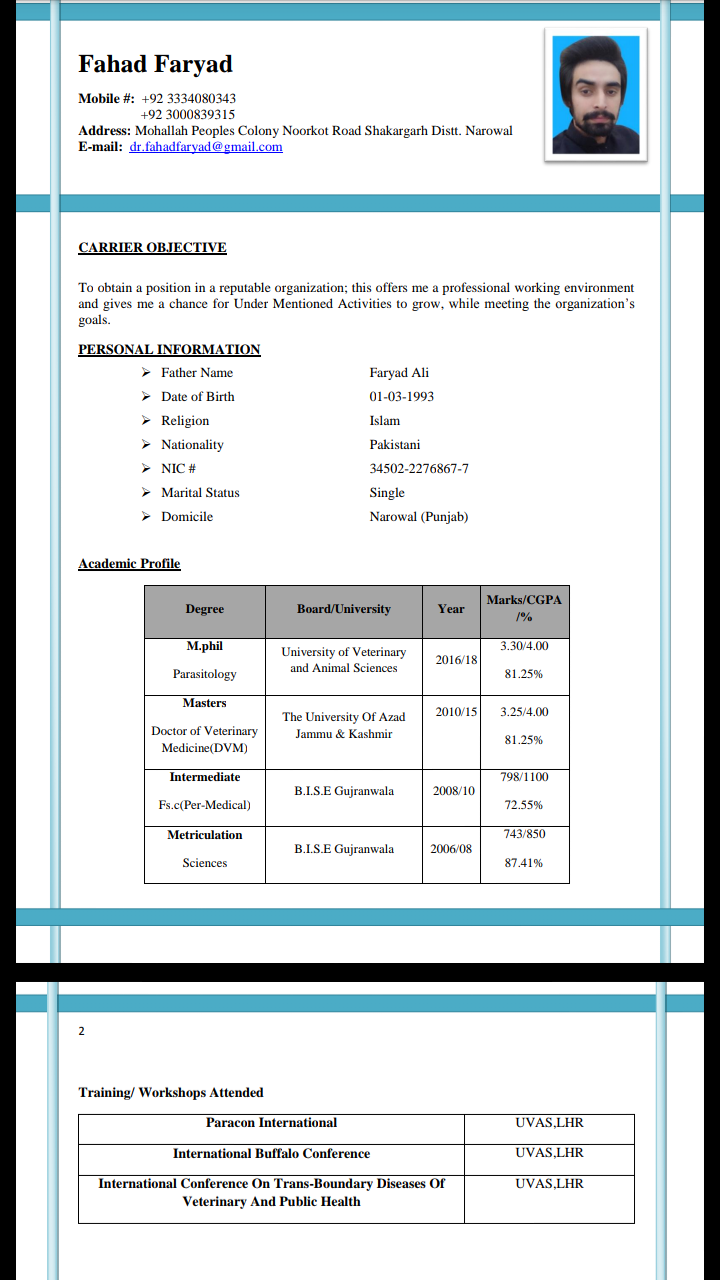 Fahad Faryad
Mobile #: +92 3334080343
+92 3000839315
Address: Mohallah Peoples Colony Noorkot Road Shakargarh Distt. Narowal
E-mail: dr.fahadfaryad@gmail.com
CARRIER OBJECTIVE
To obtain a position in a reputable organization; this offers me a professional working environment
and gives me a chance for Under Mentioned Activities to grow, while meeting the organization’s
goals.
PERSONAL INFORMATION
➢ Father Name Faryad Ali
➢ Date of Birth 01-03-1993
➢ Religion Islam
➢ Nationality Pakistani
➢ NIC # 34502-2276867-7
➢ Marital Status Single
➢ Domicile Narowal (Punjab)
Academic Profile
Degree Board/University Year Marks/CGPA
/%
M.phil
Parasitology
University of Veterinary
and Animal Sciences
2016/18
3.30/4.00
81.25%
Masters
Doctor of Veterinary
Medicine(DVM)
The University Of Azad
Jammu & Kashmir
2010/15
3.25/4.00
81.25%
Intermediate
Fs.c(Per-Medical)
B.I.S.E Gujranwala
2008/10
798/1100
72.55%
Metriculation
Sciences
B.I.S.E Gujranwala
2006/08
743/850
87.41%
2
Training/ Workshops Attended
Paracon International UVAS,LHR
International Buffalo Conference UVAS,LHR
International Conference On Trans-Boundary Diseases Of UVAS,LHR
Veterinary And Public Health